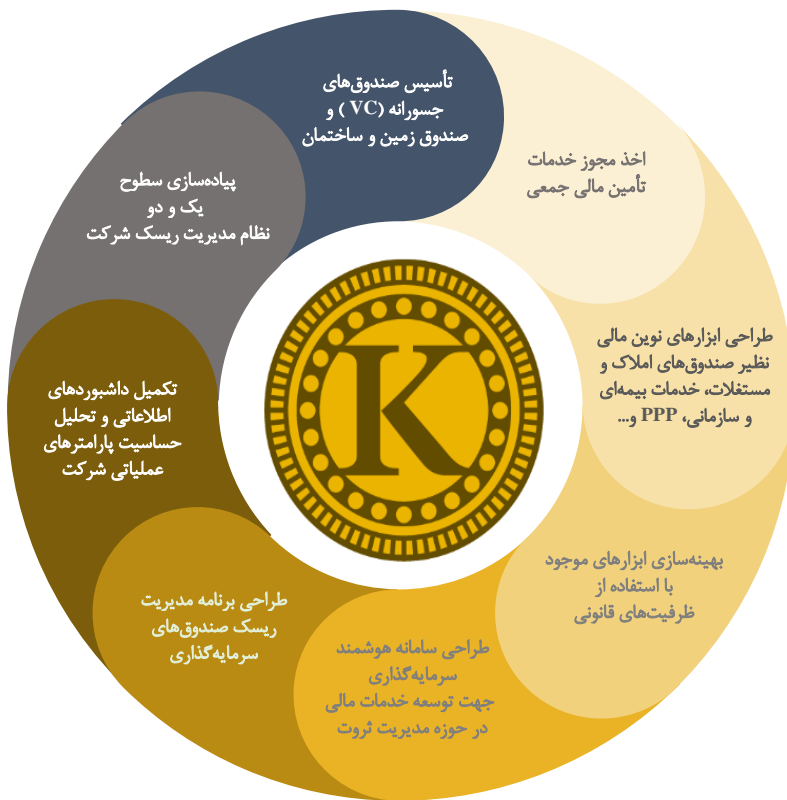 تأسیس صندوق‌های
جسورانه (VC ) و
صندوق زمین و ساختمان
اخذ مجوز خدمات
تأمین مالی جمعی
طراحی ابزارهای نوین مالی
نظیر صندوق‌های املاک و
مستغلات، خدمات بیمه‌ای
و سازمانی، PPP و...
بهینه‌سازی ابزارهای موجود
با استفاده از
ظرفیت‌های قانونی
طراحی سامانه هوشمند
سرمایه‌گذاری
جهت توسعه خدمات مالی
در حوزه مدیریت ثروت
طراحی برنامه مدیریت
ریسک صندوق‌های
سرمایه‌گذاری
تکمیل داشبوردهای
اطلاعاتی و تحلیل
حساسیت پارامترهای
عملیاتی شرکت
پیاده‌سازی سطوح
یک و دو
نظام مدیریت ریسک شرکت
K